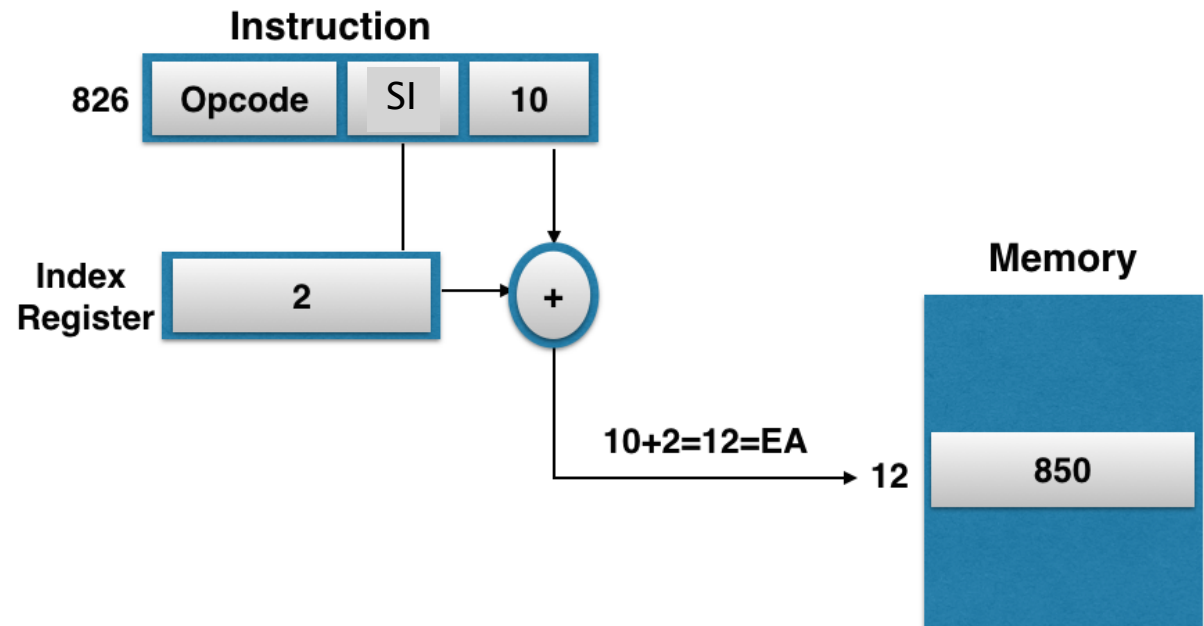 Instruction
826 Opcode SI 10
Index
Register
2
+
Memory
10+2=12=EA
12
850